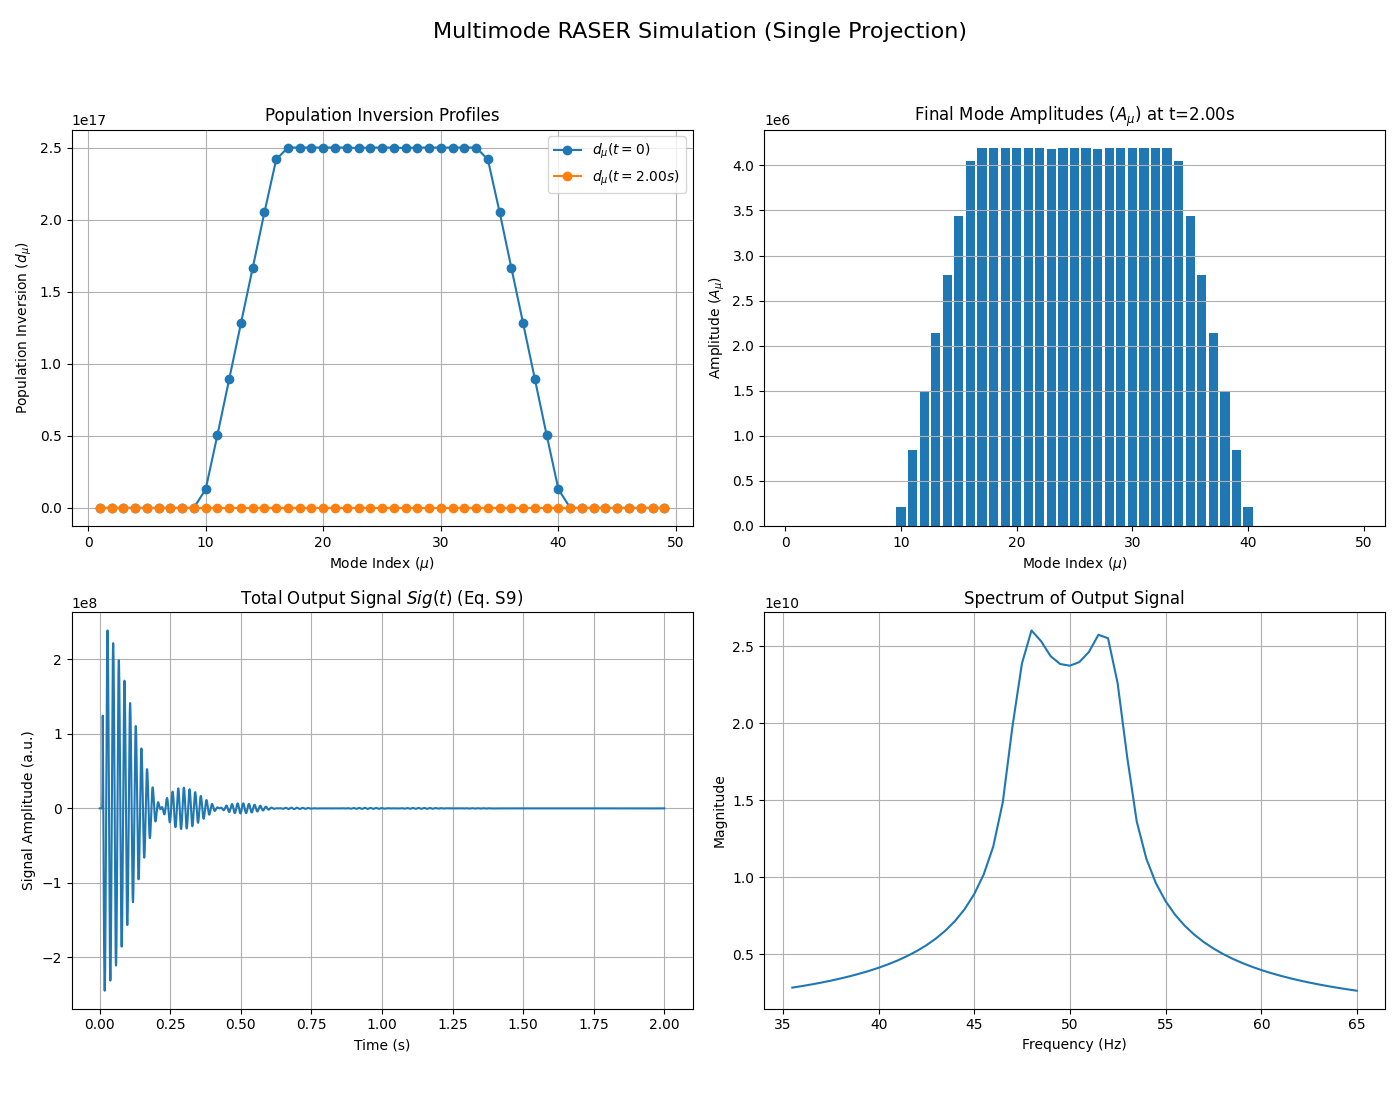 Multimode RASER Simulation (Single Projection)
Population Inversion Profiles
1e17
Population Inversion (dμ)
2.5
2.0
1.5
1.0
0.5
0.0
dμ(t = 0)
dμ(t = 2.00s)
0 10 20 30 40 50
Mode Index (μ)
Final Mode Amplitudes (Aμ) at t=2.00s
1e6
Amplitude (Aμ)
4.0
3.5
3.0
2.5
2.0
1.5
1.0
0.5
0.0
0 10 20 30 40 50
Mode Index (μ)
Total Output Signal Sig(t) (Eq. S9)
1e8
Signal Amplitude (a.u.)
2
1
0
−1
−2
0.00 0.25 0.50 0.75 1.00 1.25 1.50 1.75 2.00
Time (s)
Spectrum of Output Signal
1e10
Magnitude
2.5
2.0
1.5
1.0
0.5
35 40 45 50 55 60 65
Frequency (Hz)